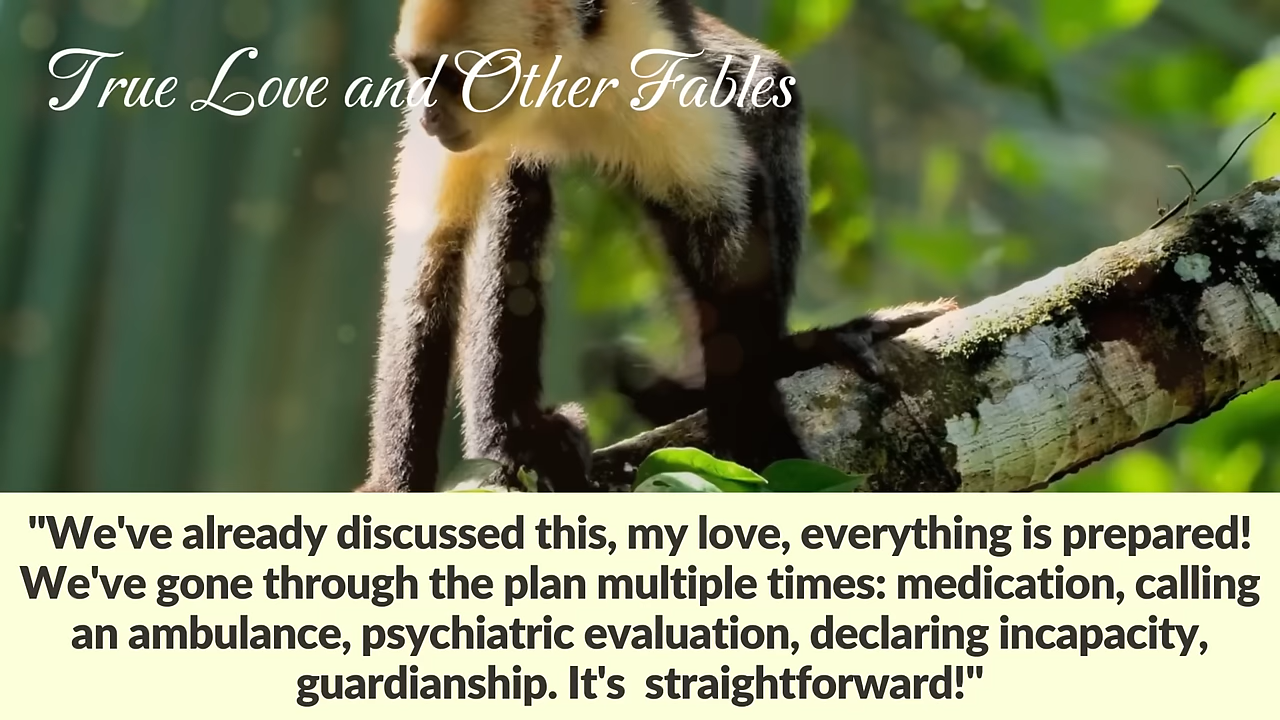 True Love and Other Fables
"We've already discussed this, my love, everything is prepared!
We've gone through the plan multiple times: medication, calling
an ambulance, psychiatric evaluation, declaring incapacity,
guardianship. It's  straightforward!"